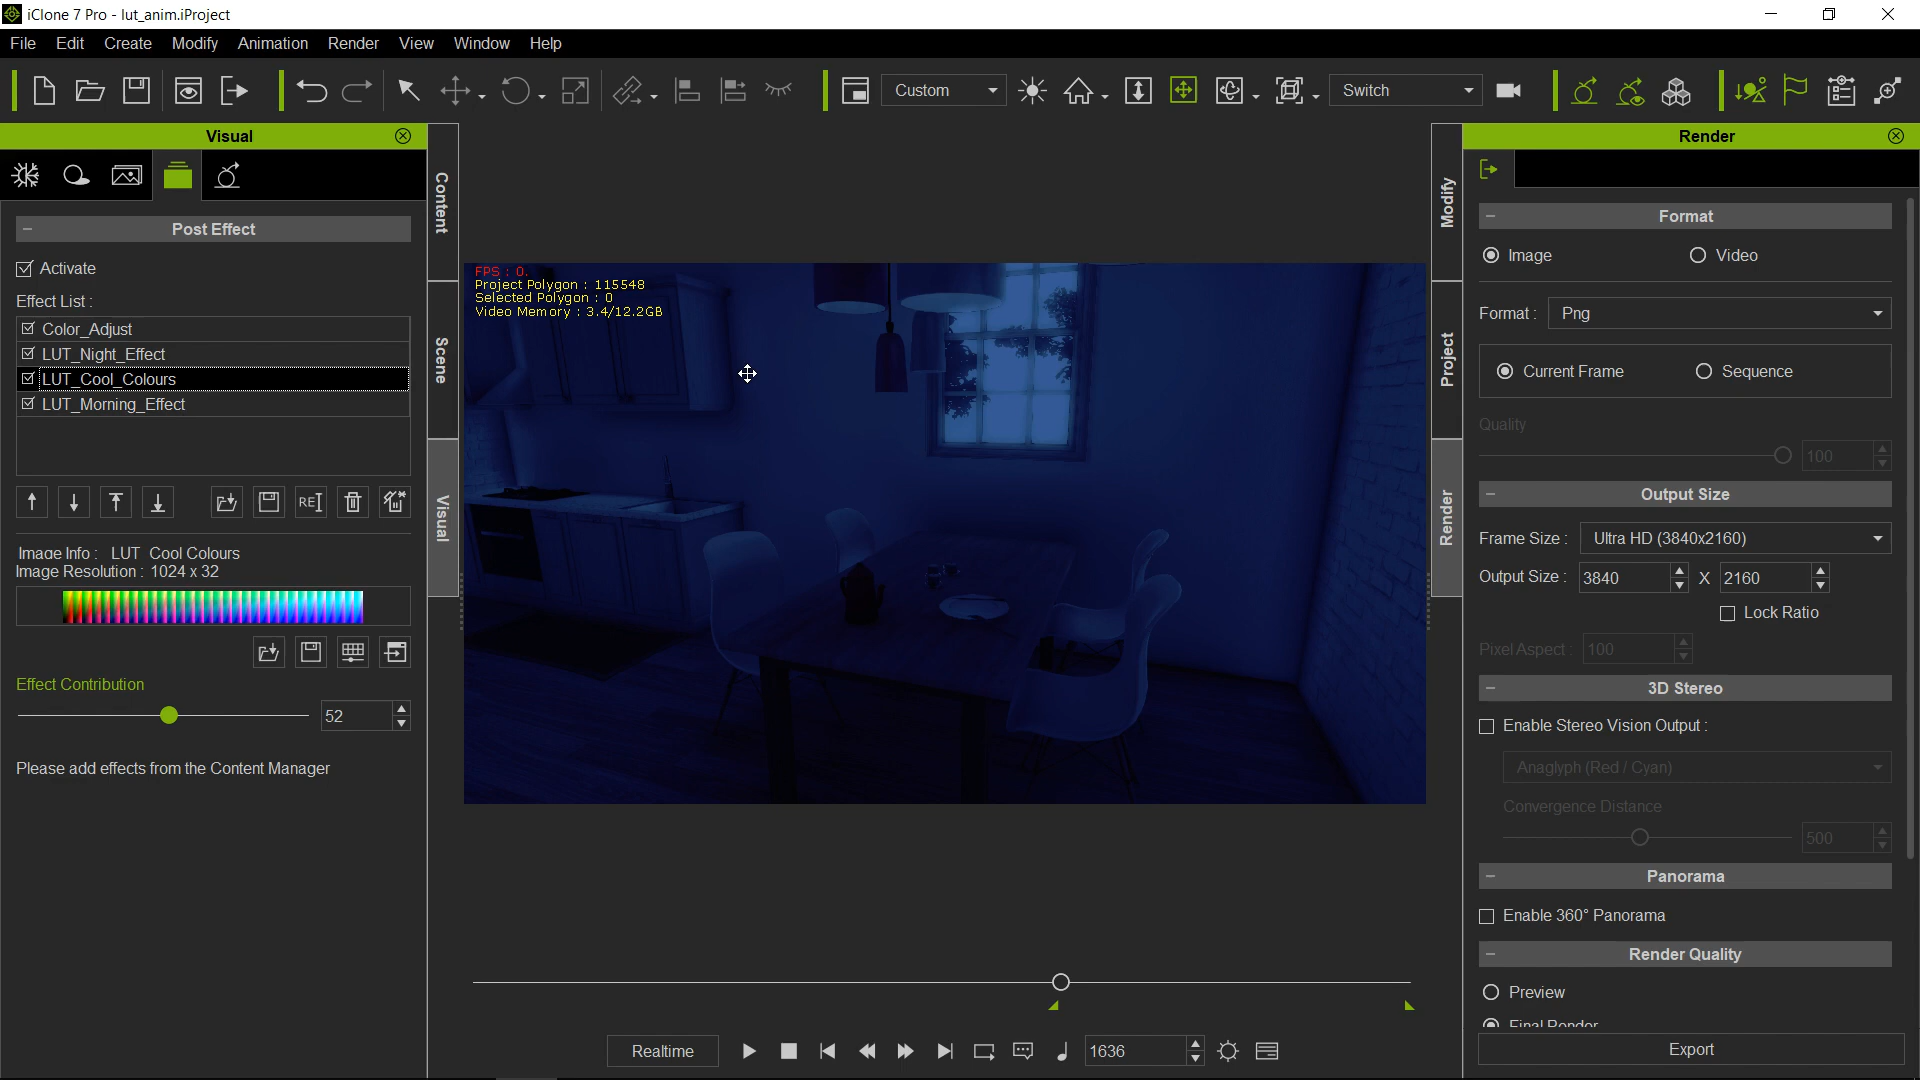 iClone 7 Pro - lut_anim.iProject
File Edit Create Modify Animation Render View Window Help
Custom
Switch
Visual
Post Effect
Activate
Effect List :
Color_Adjust
LUT_Night_Effect
LUT_Cool_Colours
LUT_Morning_Effect
REI
Image Info : LUT_Cool_Colours
Image Resolution : 1024 x 32
Effect Contribution
52
Please add effects from the Content Manager
Content
Scene
Visual
FPS : 0.
Project Polygon : 115548
Selected Polygon : 0
Video Memory : 3.4/12.2GB
Realtime
1636
Modify
Project
Render
Render
Format
Image Video
Format : Png
Current Frame Sequence
Quality
100
Output Size
Frame Size : Ultra HD (3840x2160)
Output Size : 3840 X 2160
Lock Ratio
Pixel Aspect : 100
3D Stereo
Enable Stereo Vision Output :
Anaglyph (Red / Cyan)
Convergence Distance
500
Panorama
Enable 360° Panorama
Render Quality
Preview
Final Render
Export